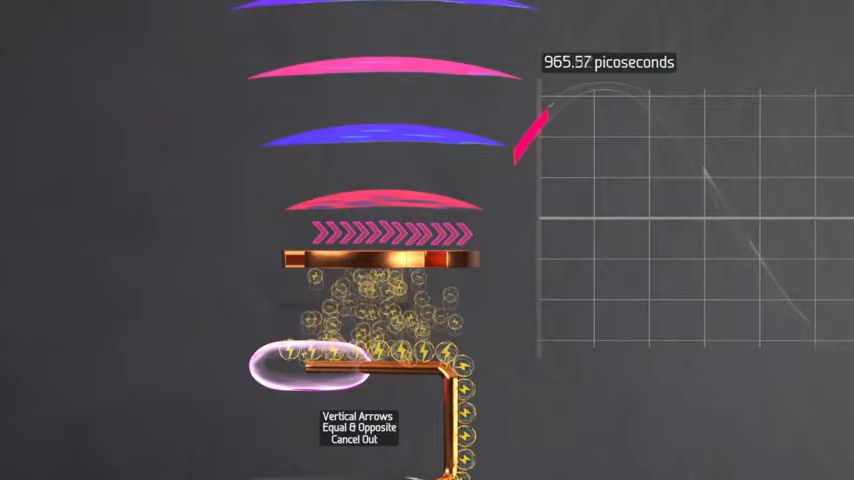 965.57 picoseconds
Vertical Arrows
Equal & Opposite
Cancel Out